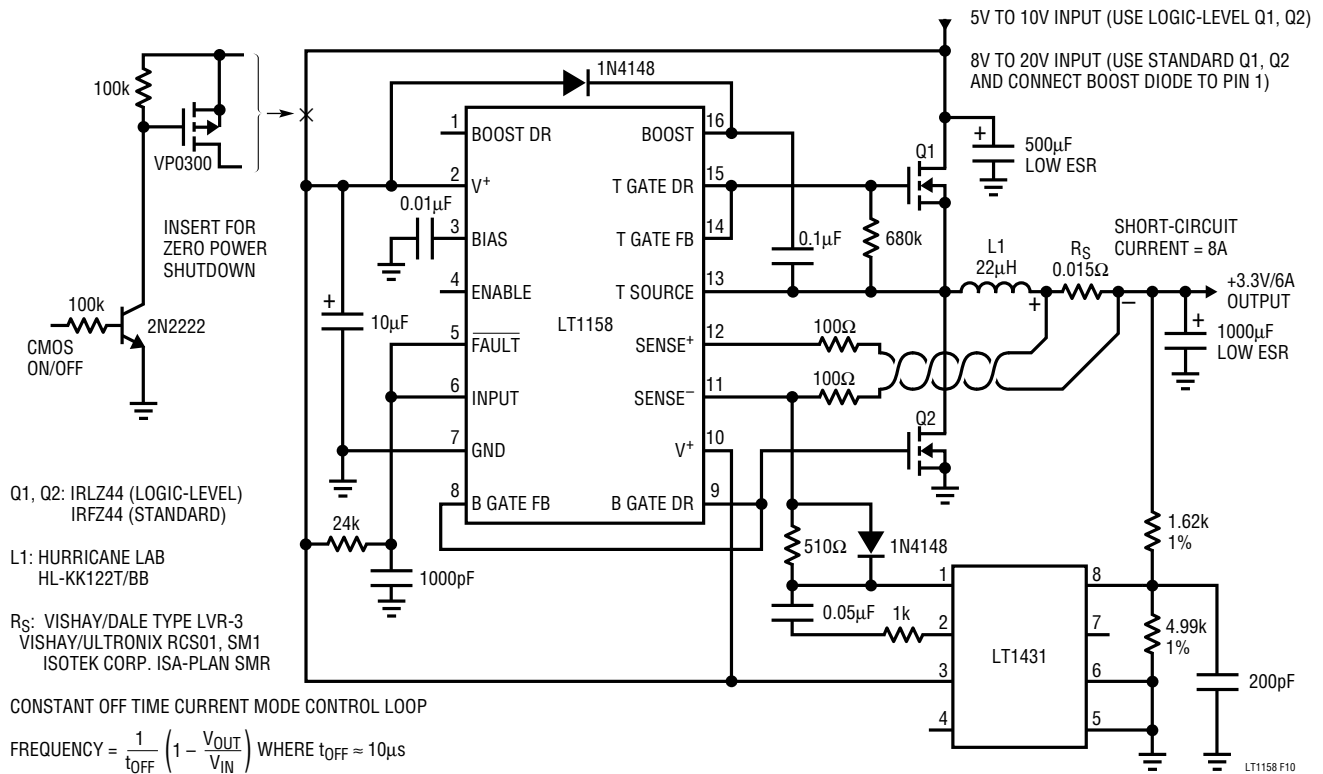 5V TO 10V INPUT (USE LOGIC-LEVEL Q1, Q2)
8V TO 20V INPUT (USE STANDARD Q1, Q2
AND CONNECT BOOST DIODE TO PIN 1)
100k
VP0300
INSERT FOR
ZERO POWER
SHUTDOWN
100k
2N2222
CMOS
ON/OFF
1N4148
1
BOOST DR
BOOST
16
2
V+
T GATE DR
15
0.01µF
3
BIAS
T GATE FB
14
4
ENABLE
T SOURCE
13
LT1158
5
FAULT
SENSE+
12
6
INPUT
SENSE–
11
7
GND
V+
10
8
B GATE FB
B GATE DR
9
+
10µF
24k
1000pF
0.1µF
680k
Q1
+
500µF
LOW ESR
L1
22µH
RS
0.015Ω
+
–
SHORT-CIRCUIT
CURRENT = 8A
+3.3V/6A
OUTPUT
+
1000µF
LOW ESR
100Ω
100Ω
Q2
510Ω
1N4148
0.05µF
1k
1
2
3
4
LT1431
8
7
6
5
1.62k
1%
4.99k
1%
200pF
Q1, Q2: IRLZ44 (LOGIC-LEVEL)
IRFZ44 (STANDARD)
L1: HURRICANE LAB
HL-KK122T/BB
RS: VISHAY/DALE TYPE LVR-3
VISHAY/ULTRONIX RCS01, SM1
ISOTEK CORP. ISA-PLAN SMR
CONSTANT OFF TIME CURRENT MODE CONTROL LOOP
FREQUENCY = 1/tOFF (1 – VOUT/VIN) WHERE tOFF ≈ 10µs
LT1158 F10